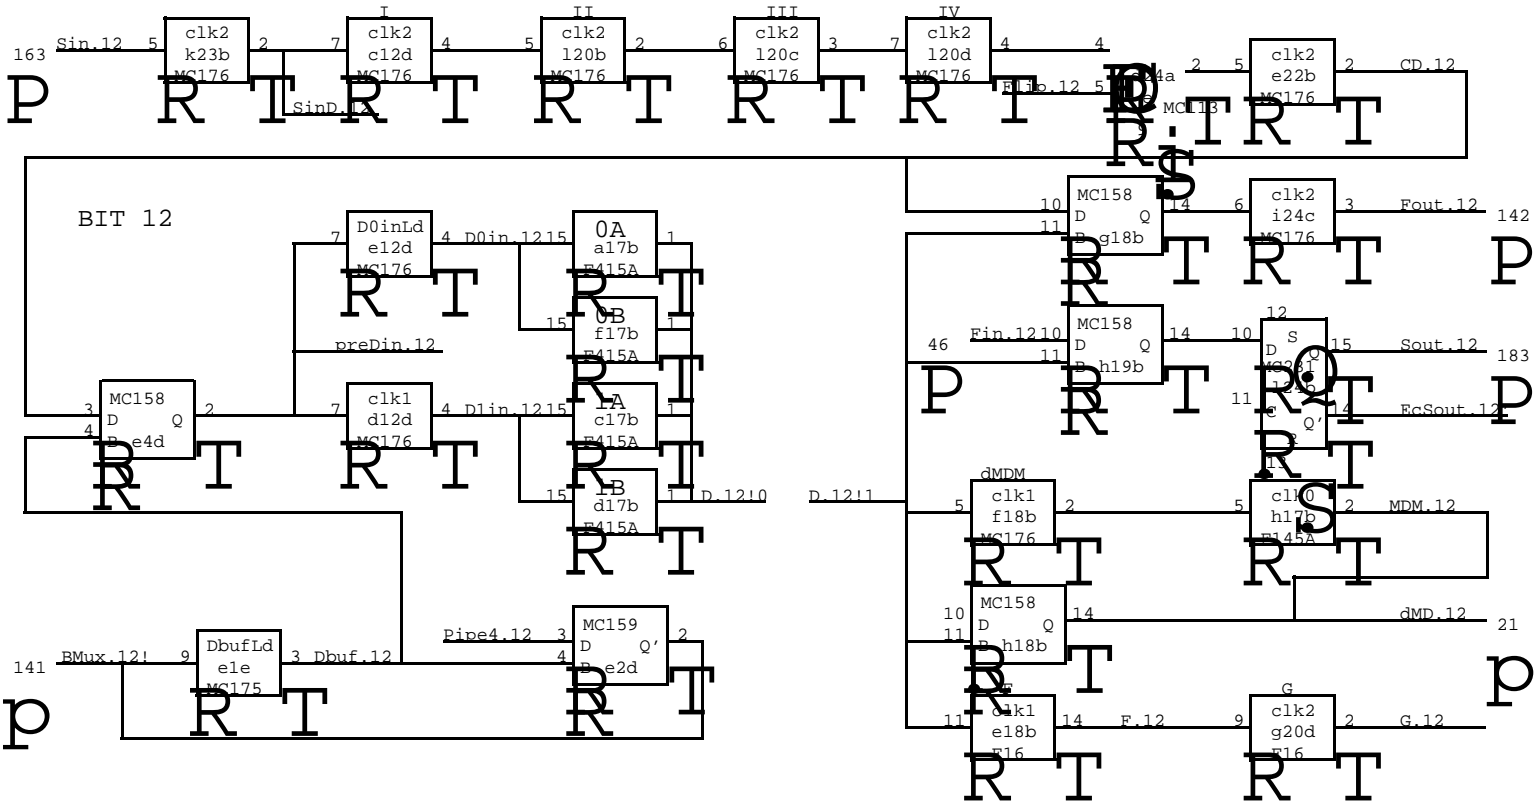 I II III IV
163 Sin.12 5 clk2 2 7 clk2 4 5 clk2 2 6 clk2 3 7 clk2 4 4
k23b c12d l20b l20c l20d
MC176 MC176 MC176 MC176 MC176
P R T R T R T R T R T
SinD.12
Flip.12 5 MC113
9
R T S
2 5 clk2 2 CD.12
e22b
MC176
R T
BIT 12
MC158
10 D Q 14
11 B g18b
R T
6 clk2 3 Fout.12 142
i24c
MC176
R T P
7 D0inLd 4 D0in.12 15 0A 1
e12d a17b
MC176 F415A
R T R T
15 0B 1
f17b
F415A
R T
preDin.12
46 P
MC158
Fin.12 10 D Q 14
11 B h19b
R T
12
10 D S Q 15 Sout.12 183
11 C Q' 14 EcSout.12
R
13
R T P
MC158
3 D Q 2
4 B e4d
R T
7 clk1 4 D1in.12 15 1A 1
d12d c17b
MC176 F415A
R T R T
15 1B 1 D.12!0
d17b
F415A
R T
D.12!1
dMDM
5 clk1 2
f18b
MC176
R T
5 clk0 2 MDM.12
h17b
F145A
S
R T
MC158
10 D Q 14 dMD.12 21
11 B h18b
R T p
141 BMux.12! 9 DbufLd 3 Dbuf.12
e1e
MC175
p R T
MC159
Pipe4.12 3 D Q' 2
4 B e2d
R T
F
11 clk1 14 F.12
e18b
F16
R T
G
9 clk2 2 G.12
g20d
F16
R T